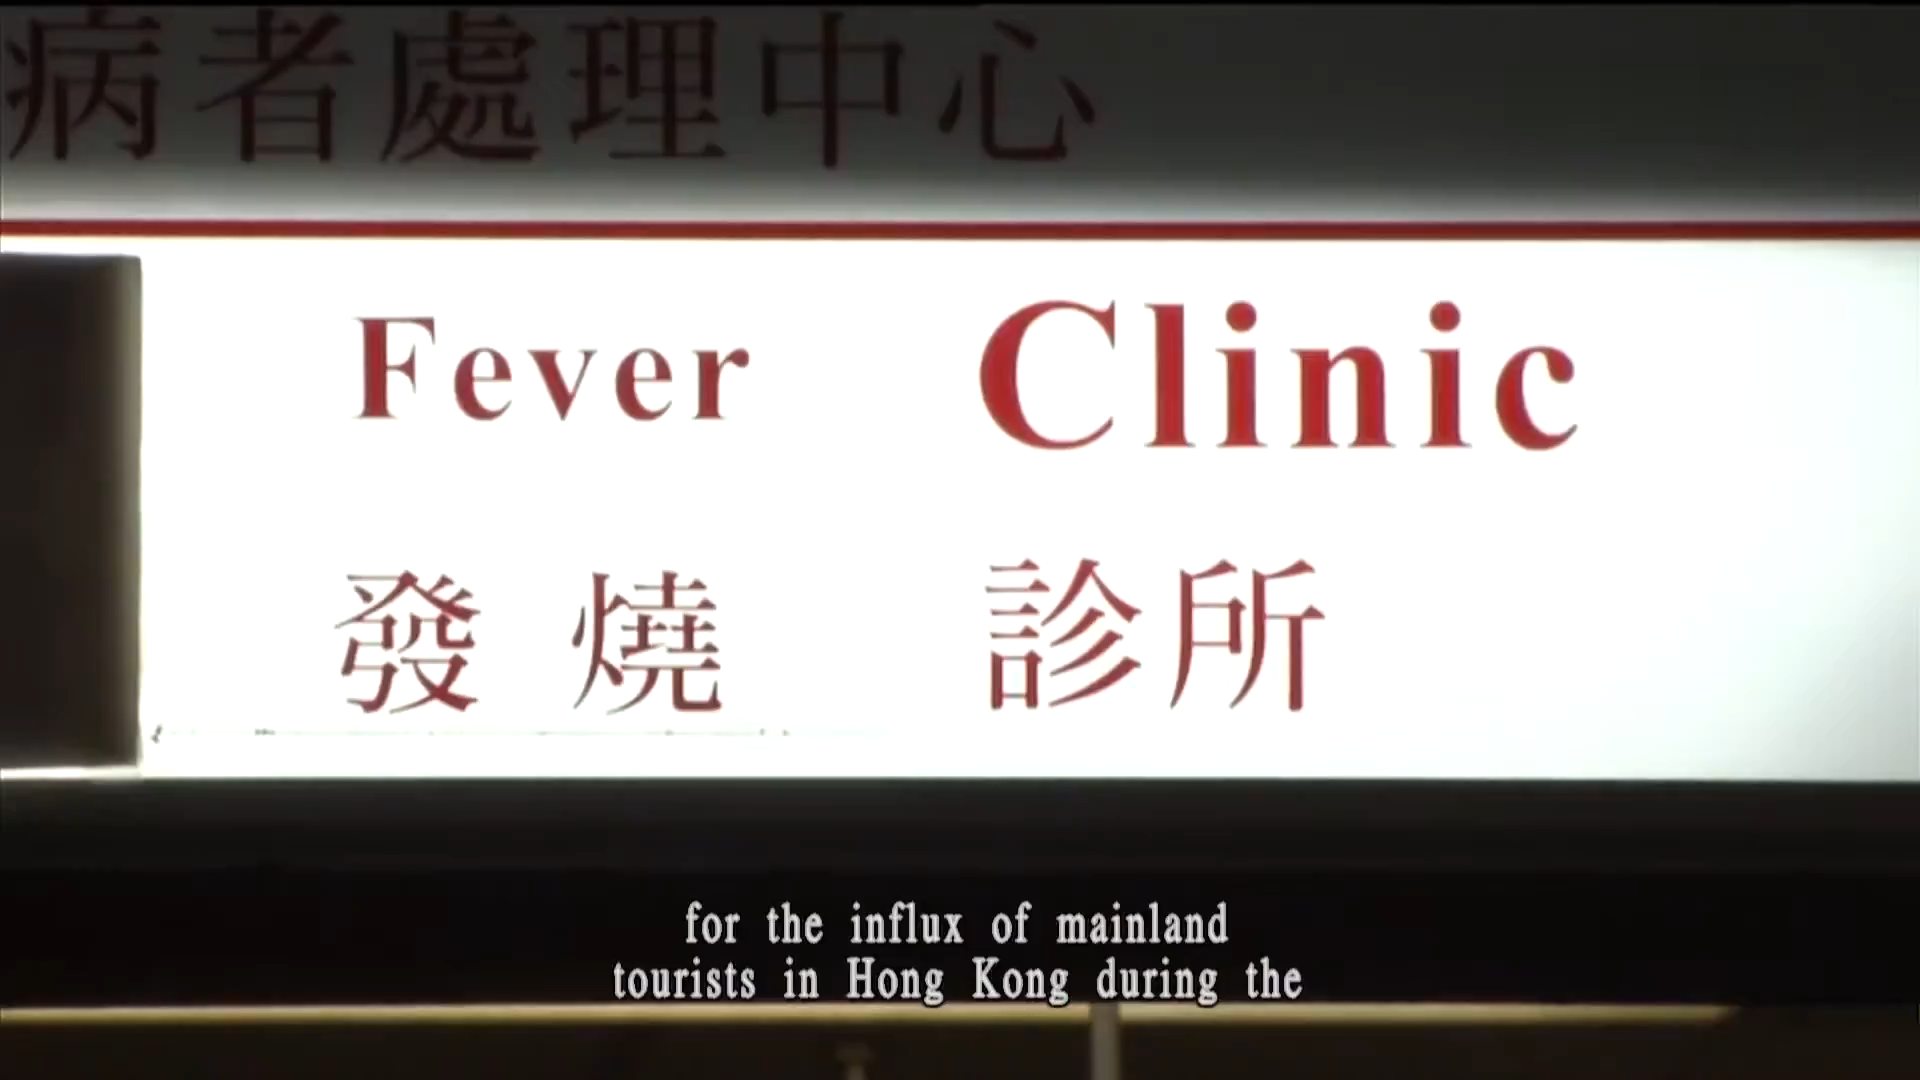 病者處理中心
Fever Clinic
發燒 診所
for the influx of mainland
tourists in Hong Kong during the